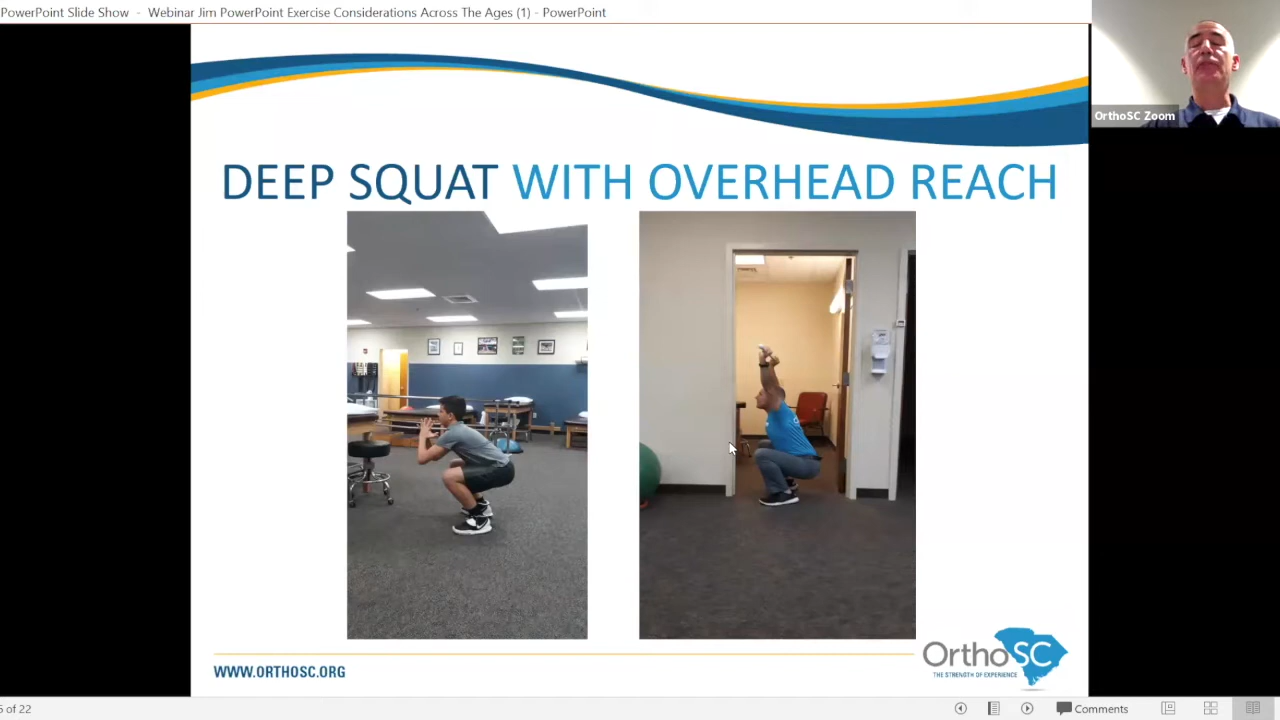 PowerPoint Slide Show - Webinar Jim PowerPoint Exercise Considerations Across The Ages (1) - PowerPoint
OrthoSC Zoom
DEEP SQUAT WITH OVERHEAD REACH
WWW.ORTHOSC.ORG
OrthoSC
THE STRENGTH OF EXPERIENCE
of 22
Comments